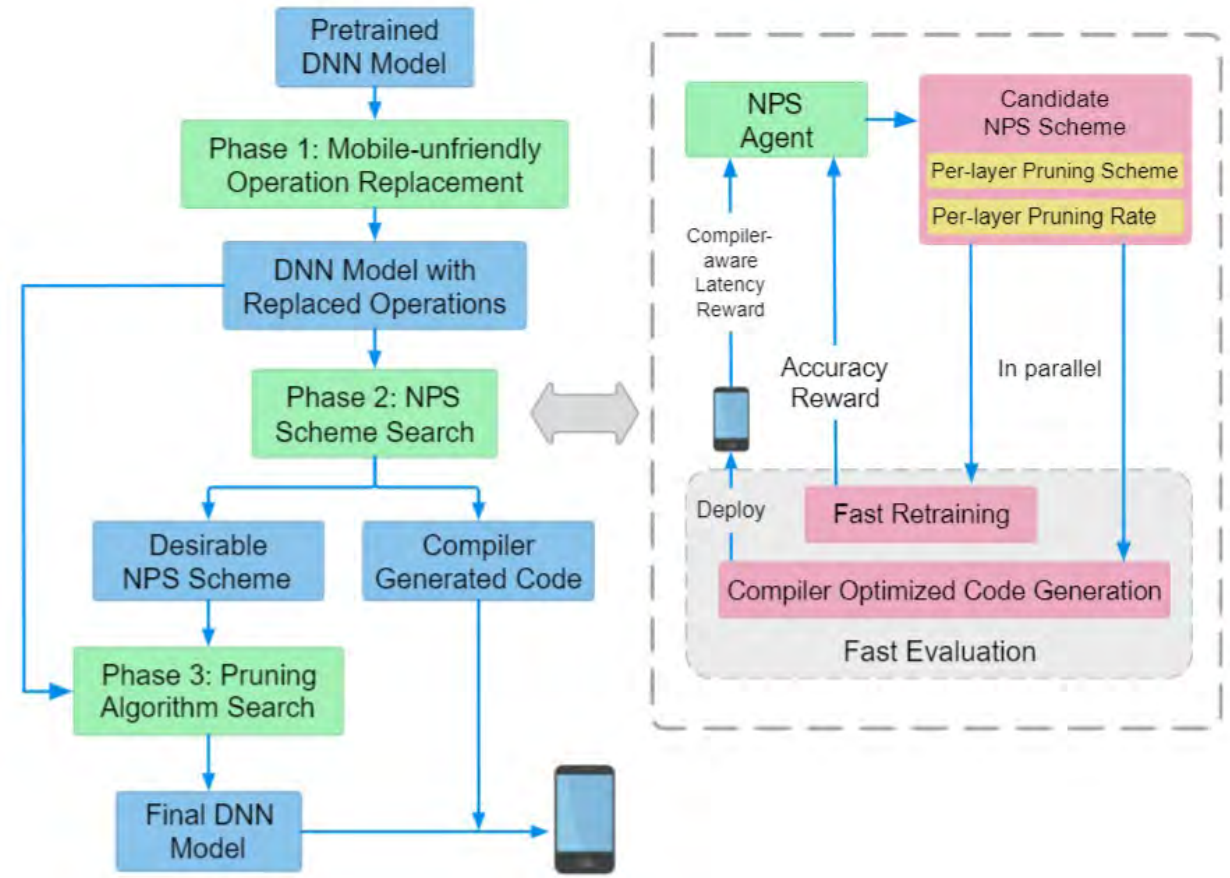 Pretrained
DNN Model
Phase 1: Mobile-unfriendly
Operation Replacement
DNN Model with
Replaced Operations
Phase 2: NPS
Scheme Search
Desirable
NPS Scheme
Compiler
Generated Code
Phase 3: Pruning
Algorithm Search
Final DNN
Model
NPS
Agent
Candidate
NPS Scheme
Per-layer Pruning Scheme
Per-layer Pruning Rate
Compiler-
aware
Latency
Reward
Accuracy
Reward
In parallel
Deploy
Fast Retraining
Compiler Optimized Code Generation
Fast Evaluation